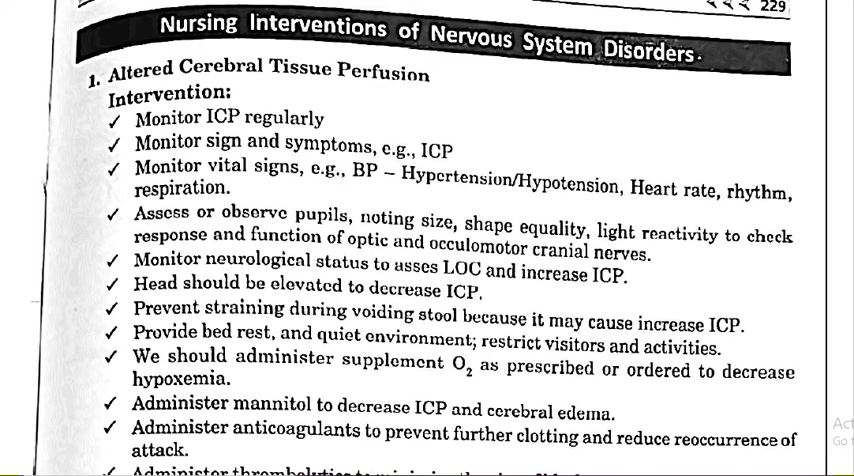 229
Nursing Interventions of Nervous System Disorders.
1. Altered Cerebral Tissue Perfusion
Intervention:
✓ Monitor ICP regularly
✓ Monitor sign and symptoms, e.g., ICP
✓ Monitor vital signs, e.g., BP – Hypertension/Hypotension, Heart rate, rhythm,
respiration.
✓ Assess or observe pupils, noting size, shape equality, light reactivity to check
response and function of optic and occulomotor cranial nerves.
✓ Monitor neurological status to asses LOC and increase ICP.
✓ Head should be elevated to decrease ICP.
✓ Prevent straining during voiding stool because it may cause increase ICP.
✓ Provide bed rest, and quiet environment; restrict visitors and activities.
✓ We should administer supplement O₂ as prescribed or ordered to decrease
hypoxemia.
✓ Administer mannitol to decrease ICP and cerebral edema.
✓ Administer anticoagulants to prevent further clotting and reduce reoccurrence of
attack.
✓ Administer
Act
Go t